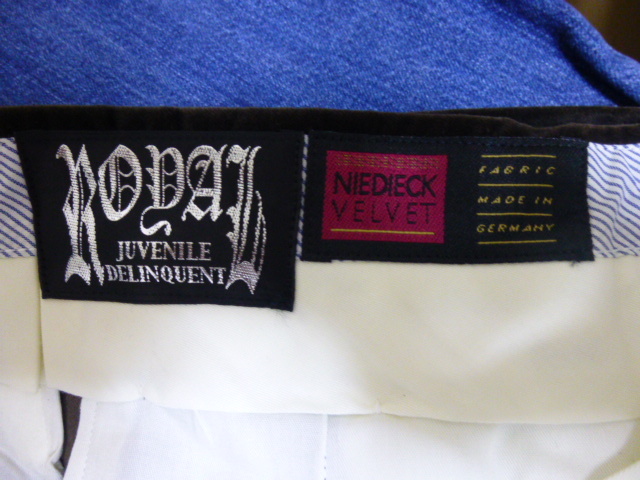 ROYAL
JUVENILE
DELINQUENT
NIEDIECK
VELVET
FABRIC
MADE IN
GERMANY